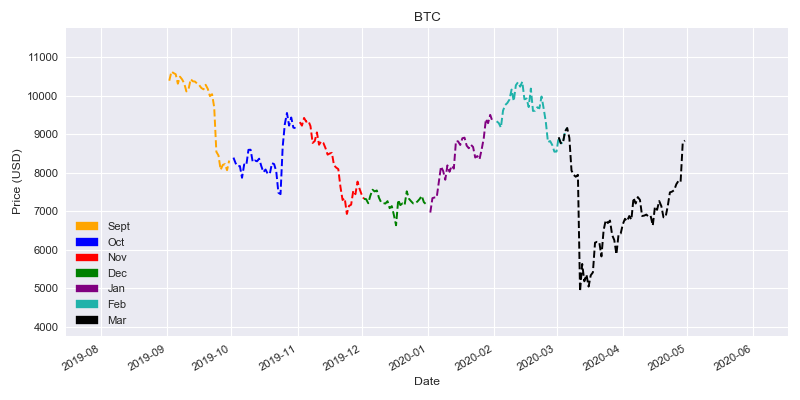 BTC
Price (USD)
11000
10000
9000
8000
7000
6000
5000
4000
Sept
Oct
Nov
Dec
Jan
Feb
Mar
2019-08
2019-09
2019-10
2019-11
2019-12
2020-01
2020-02
2020-03
2020-04
2020-05
2020-06
Date